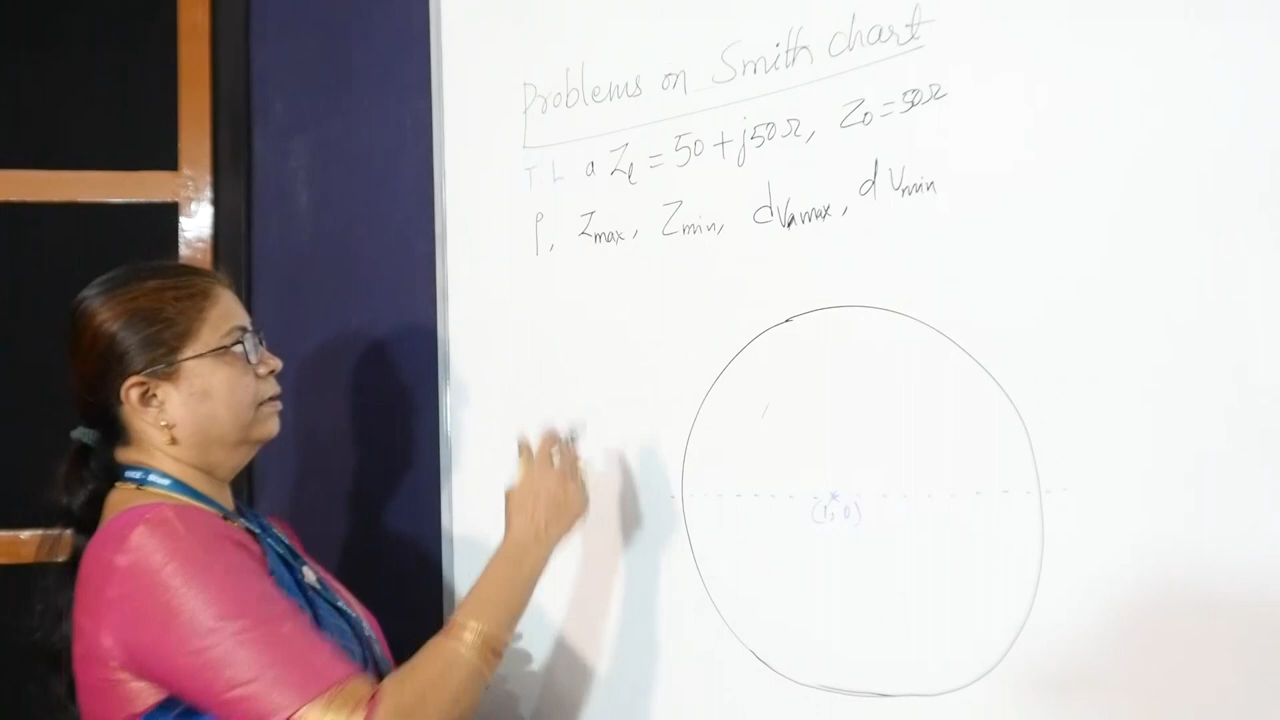 Problems on Smith chart
T L a Zl = 50 + j50Ω, Z0 = 50Ω
ρ, Zmax, Zmin, dVmax, dVmin
(1, 0)